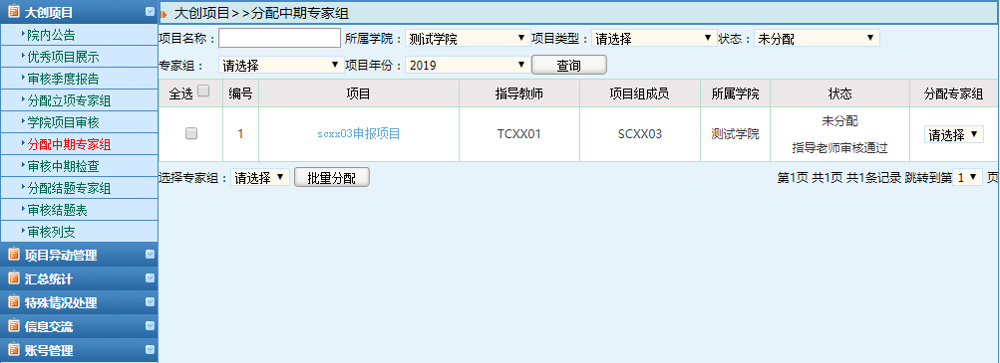 大创项目
院内公告
优秀项目展示
审核季度报告
分配立项专家组
学院项目审核
分配中期专家组
审核中期检查
分配结题专家组
审核结题表
审核列支
项目异动管理
汇总统计
特殊情况处理
信息交流
账号管理
大创项目>>分配中期专家组
项目名称： 所属学院：测试学院 项目类型：请选择 状态：未分配
专家组： 请选择 项目年份：2019 查询
全选 编号 项目 指导教师 项目组成员 所属学院 状态 分配专家组
1 scxx03申报项目 TCXX01 SCXX03 测试学院 未分配 请选择
指导老师审核通过
选择专家组：请选择 批量分配 第1页 共1页 共1条记录 跳转到第 1 页